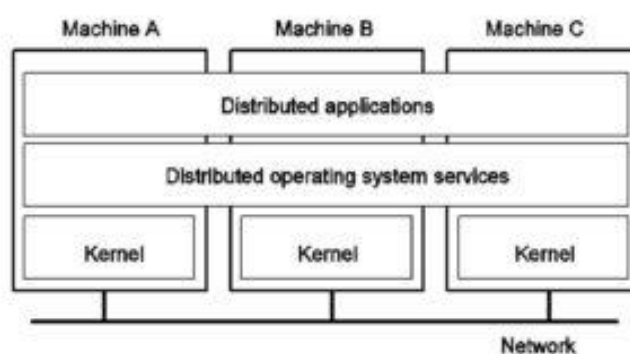 Machine A Machine B Machine C
Distributed applications
Distributed operating system services
Kernel Kernel Kernel
Network